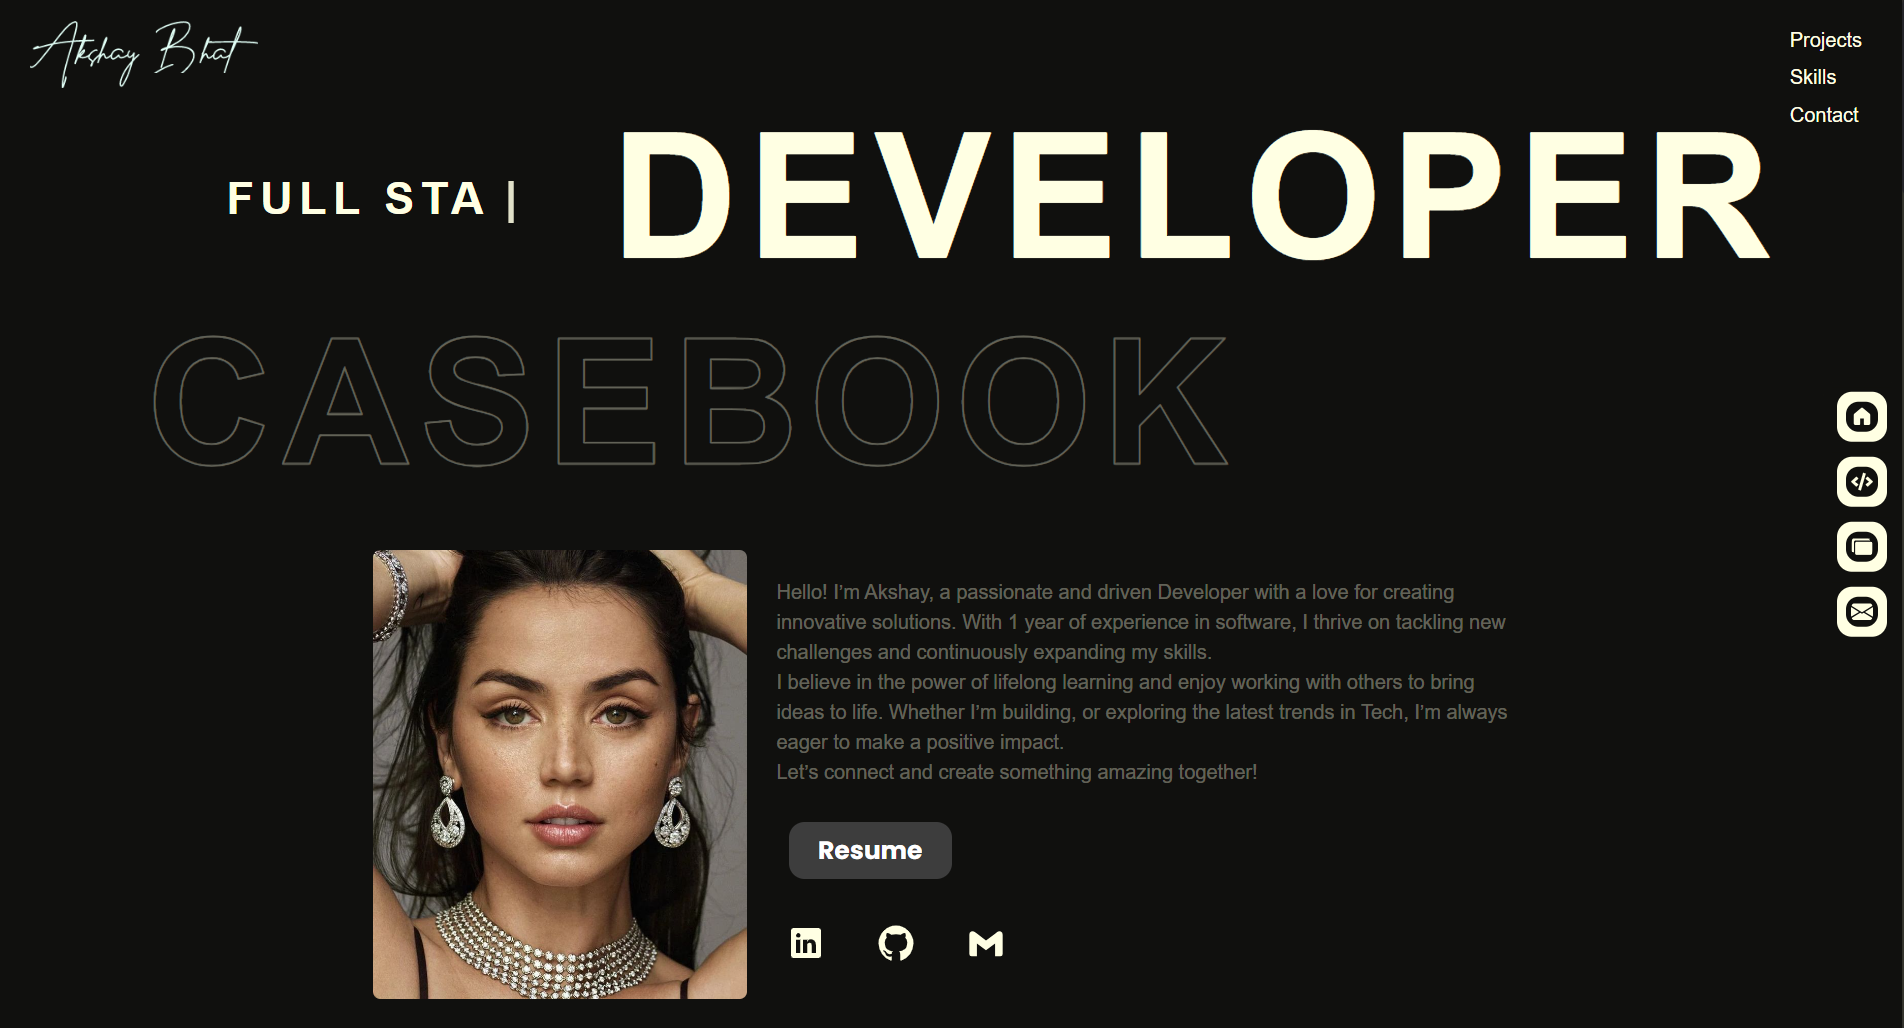 Akshay Bhat
Projects
Skills
Contact
FULL STA |
DEVELOPER
CASEBOOK
Hello! I’m Akshay, a passionate and driven Developer with a love for creating
innovative solutions. With 1 year of experience in software, I thrive on tackling new
challenges and continuously expanding my skills.
I believe in the power of lifelong learning and enjoy working with others to bring
ideas to life. Whether I’m building, or exploring the latest trends in Tech, I’m always
eager to make a positive impact.
Let’s connect and create something amazing together!
Resume
in